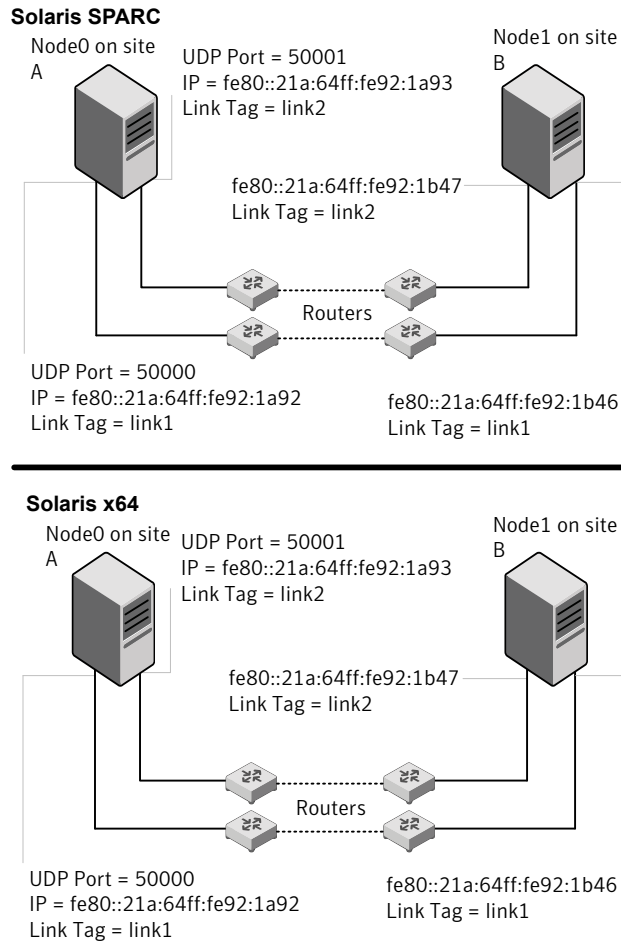 Solaris SPARC
Node0 on site
A
UDP Port = 50001
IP = fe80::21a:64ff:fe92:1a93
Link Tag = link2
Node1 on site
B
fe80::21a:64ff:fe92:1b47
Link Tag = link2
Routers
UDP Port = 50000
IP = fe80::21a:64ff:fe92:1a92
Link Tag = link1
fe80::21a:64ff:fe92:1b46
Link Tag = link1
Solaris x64
Node0 on site
A
UDP Port = 50001
IP = fe80::21a:64ff:fe92:1a93
Link Tag = link2
Node1 on site
B
fe80::21a:64ff:fe92:1b47
Link Tag = link2
Routers
UDP Port = 50000
IP = fe80::21a:64ff:fe92:1a92
Link Tag = link1
fe80::21a:64ff:fe92:1b46
Link Tag = link1